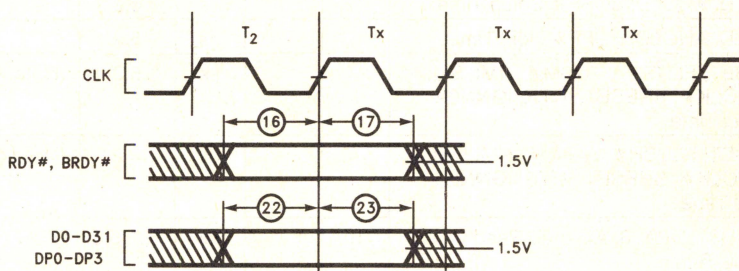 T2 Tx Tx Tx
CLK
16 17
RDY#, BRDY#
1.5V
22 23
D0-D31
1.5V
DP0-DP3